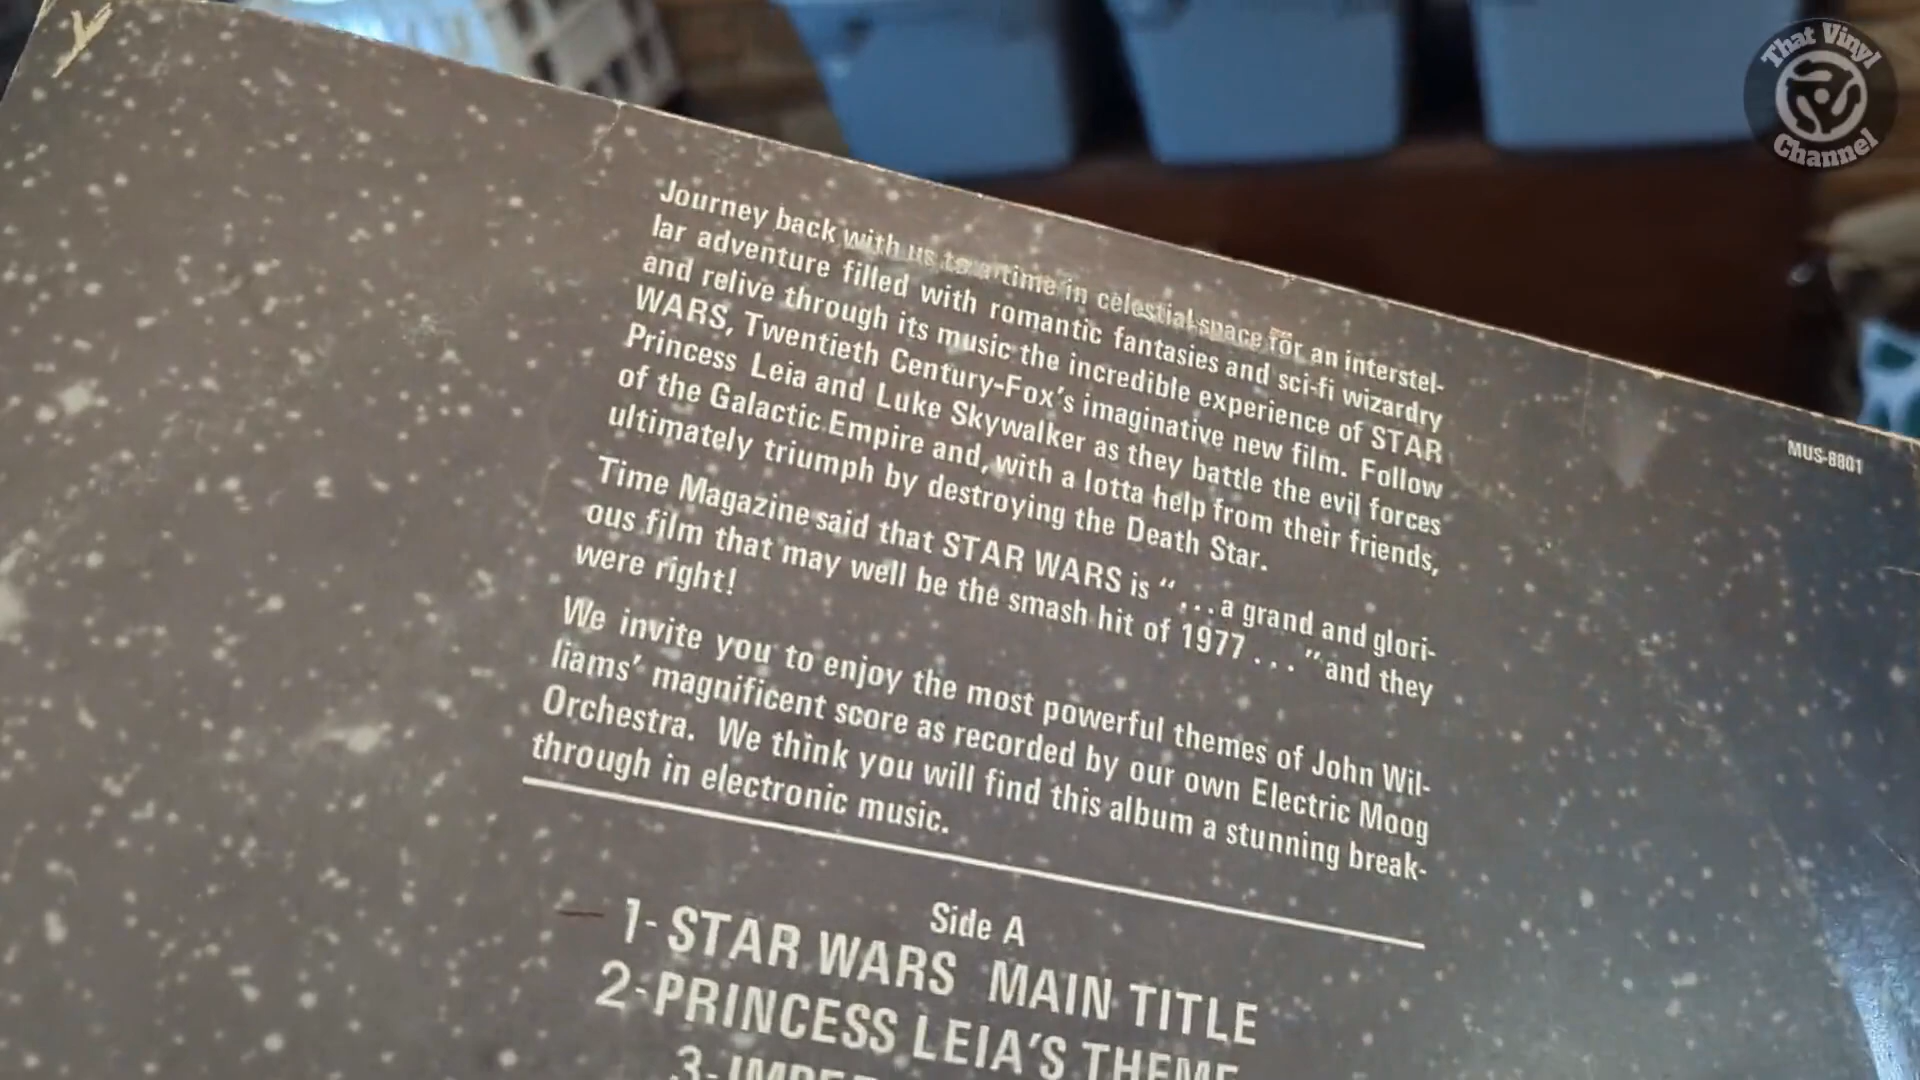 That Vinyl
Channel
Journey back with us to a time in celestial space for an interstel-
lar adventure filled with romantic fantasies and sci-fi wizardry
and relive through its music the incredible experience of STAR
WARS, Twentieth Century-Fox's imaginative new film. Follow
Princess Leia and Luke Skywalker as they battle the evil forces
of the Galactic Empire and, with a lotta help from their friends,
ultimately triumph by destroying the Death Star.
MUS-8801
Time Magazine said that STAR WARS is “...a grand and glori-
ous film that may well be the smash hit of 1977...” and they
were right!
We invite you to enjoy the most powerful themes of John Wil-
liams’ magnificent score as recorded by our own Electric Moog
Orchestra. We think you will find this album a stunning break-
through in electronic music.
Side A
1- STAR WARS MAIN TITLE
2-PRINCESS LEIA'S THEME